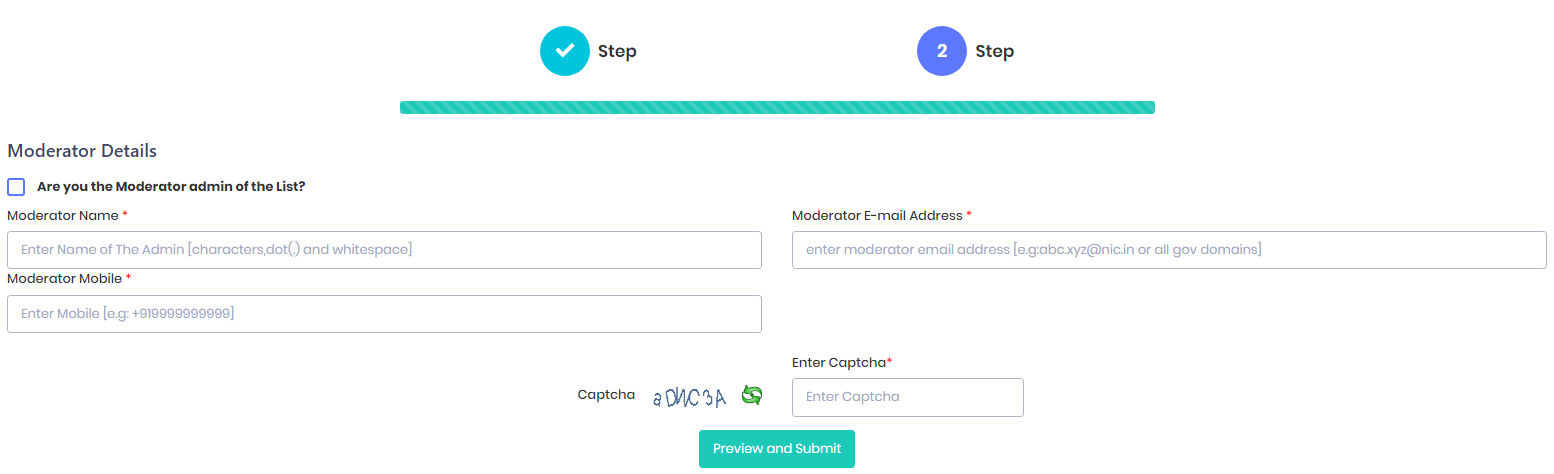 ✓ Step
2 Step
Moderator Details
Are you the Moderator admin of the List?
Moderator Name *
Enter Name of The Admin [characters,dot(.) and whitespace]
Moderator E-mail Address *
enter moderator email address [e.g:abc.xyz@nic.in or all gov domains]
Moderator Mobile *
Enter Mobile [e.g: +919999999999]
Captcha
Enter Captcha*
Enter Captcha
Preview and Submit